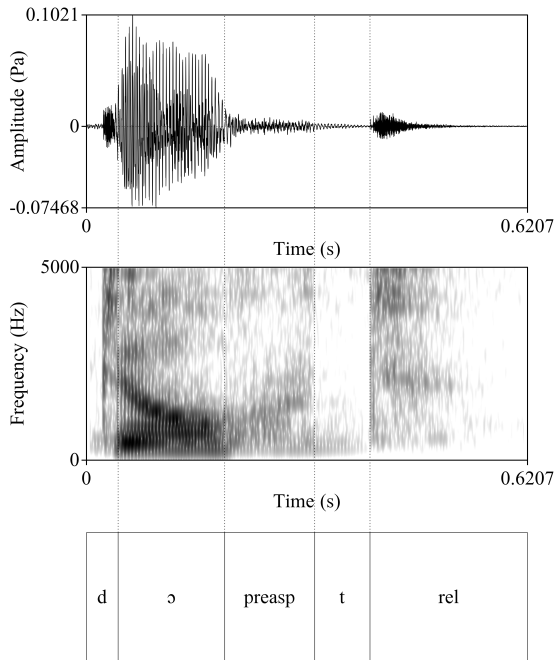 0.1021
Amplitude (Pa)
0
-0.07468
0
0.6207
Time (s)
5000
Frequency (Hz)
0
0
0.6207
Time (s)
d ɔ preasp t rel